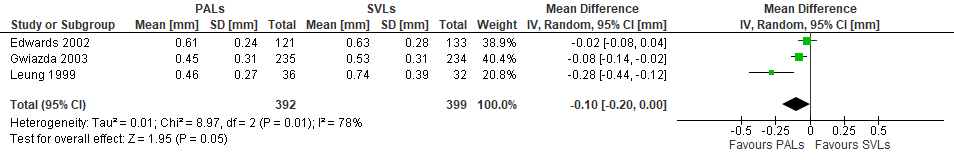 PALs SVLs Mean Difference Mean Difference
Study or Subgroup Mean [mm] SD [mm] Total Mean [mm] SD [mm] Total Weight IV, Random, 95% CI [mm] IV, Random, 95% CI [mm]
Edwards 2002 0.61 0.24 121 0.63 0.28 133 38.9% -0.02 [-0.08, 0.04]
Gwiazda 2003 0.45 0.31 235 0.53 0.31 234 40.4% -0.08 [-0.14, -0.02]
Leung 1999 0.46 0.27 36 0.74 0.39 32 20.8% -0.28 [-0.44, -0.12]
Total (95% CI) 392 399 100.0% -0.10 [-0.20, 0.00]
Heterogeneity: Tau² = 0.01; Chi² = 8.97, df = 2 (P = 0.01); I² = 78%
Test for overall effect: Z = 1.95 (P = 0.05)
-0.5 -0.25 0 0.25 0.5
Favours PALs Favours SVLs